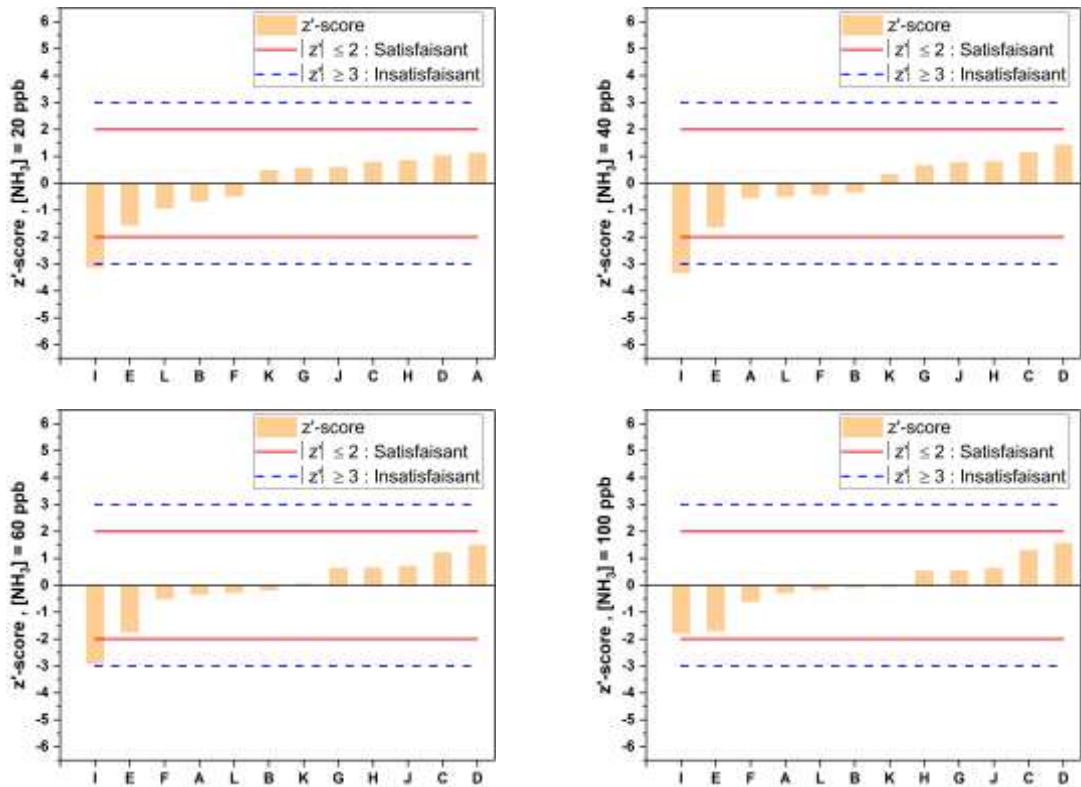 z'-score
| z'| ≤ 2 : Satisfaisant
| z'| ≥ 3 : Insatisfaisant
z'-score , [NH₃] = 20 ppb
6
5
4
3
2
1
0
-1
-2
-3
-4
-5
-6
I E L B F K G J C H D A
z'-score
| z'| ≤ 2 : Satisfaisant
| z'| ≥ 3 : Insatisfaisant
z'-score , [NH₃] = 40 ppb
6
5
4
3
2
1
0
-1
-2
-3
-4
-5
-6
I E A L F B K G J H C D
z'-score
| z'| ≤ 2 : Satisfaisant
| z'| ≥ 3 : Insatisfaisant
z'-score , [NH₃] = 60 ppb
6
5
4
3
2
1
0
-1
-2
-3
-4
-5
-6
I E F A L B K G H J C D
z'-score
| z'| ≤ 2 : Satisfaisant
| z'| ≥ 3 : Insatisfaisant
z'-score , [NH₃] = 100 ppb
6
5
4
3
2
1
0
-1
-2
-3
-4
-5
-6
I E F A L B K H G J C D